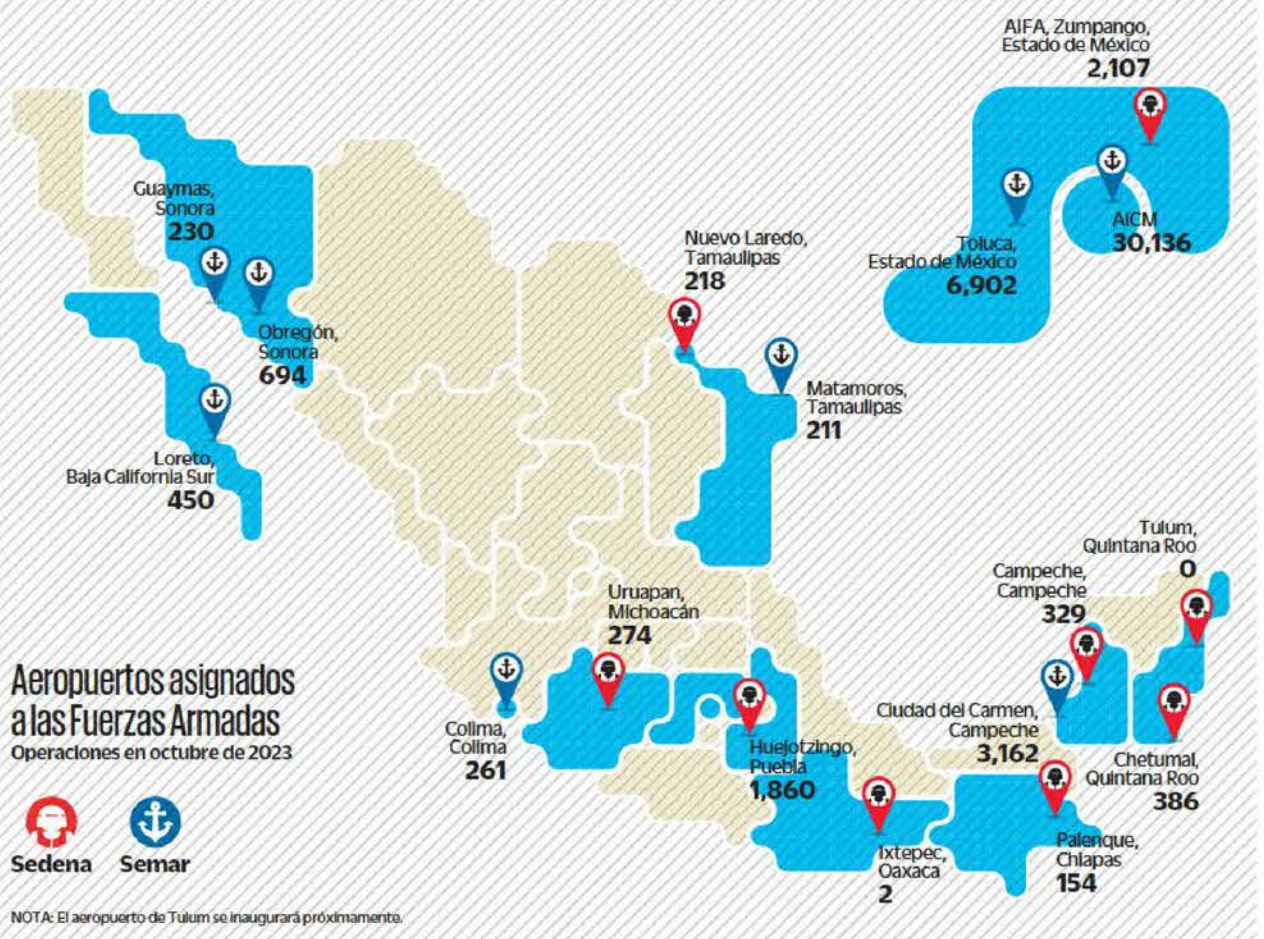 AIFA, Zumpango,
Estado de México
2,107
Guaymas,
Sonora
230
Nuevo Laredo,
Tamaulipas
218
AICM
30,136
Toluca,
Estado de México
6,902
Obregón,
Sonora
694
Matamoros,
Tamaulipas
211
Loreto,
Baja California Sur
450
Tulum,
Quintana Roo
0
Campeche,
Campeche
329
Uruapan,
Michoacán
274
Aeropuertos asignados
a las Fuerzas Armadas
Operaciones en octubre de 2023
Colima,
Colima
261
Huejotzingo,
Puebla
1,860
Ciudad del Carmen,
Campeche
3,162
Chetumal,
Quintana Roo
386
Ixtepec,
Oaxaca
2
Palenque,
Chiapas
154
Sedena
Semar
NOTA: El aeropuerto de Tulum se inaugurará próximamente.